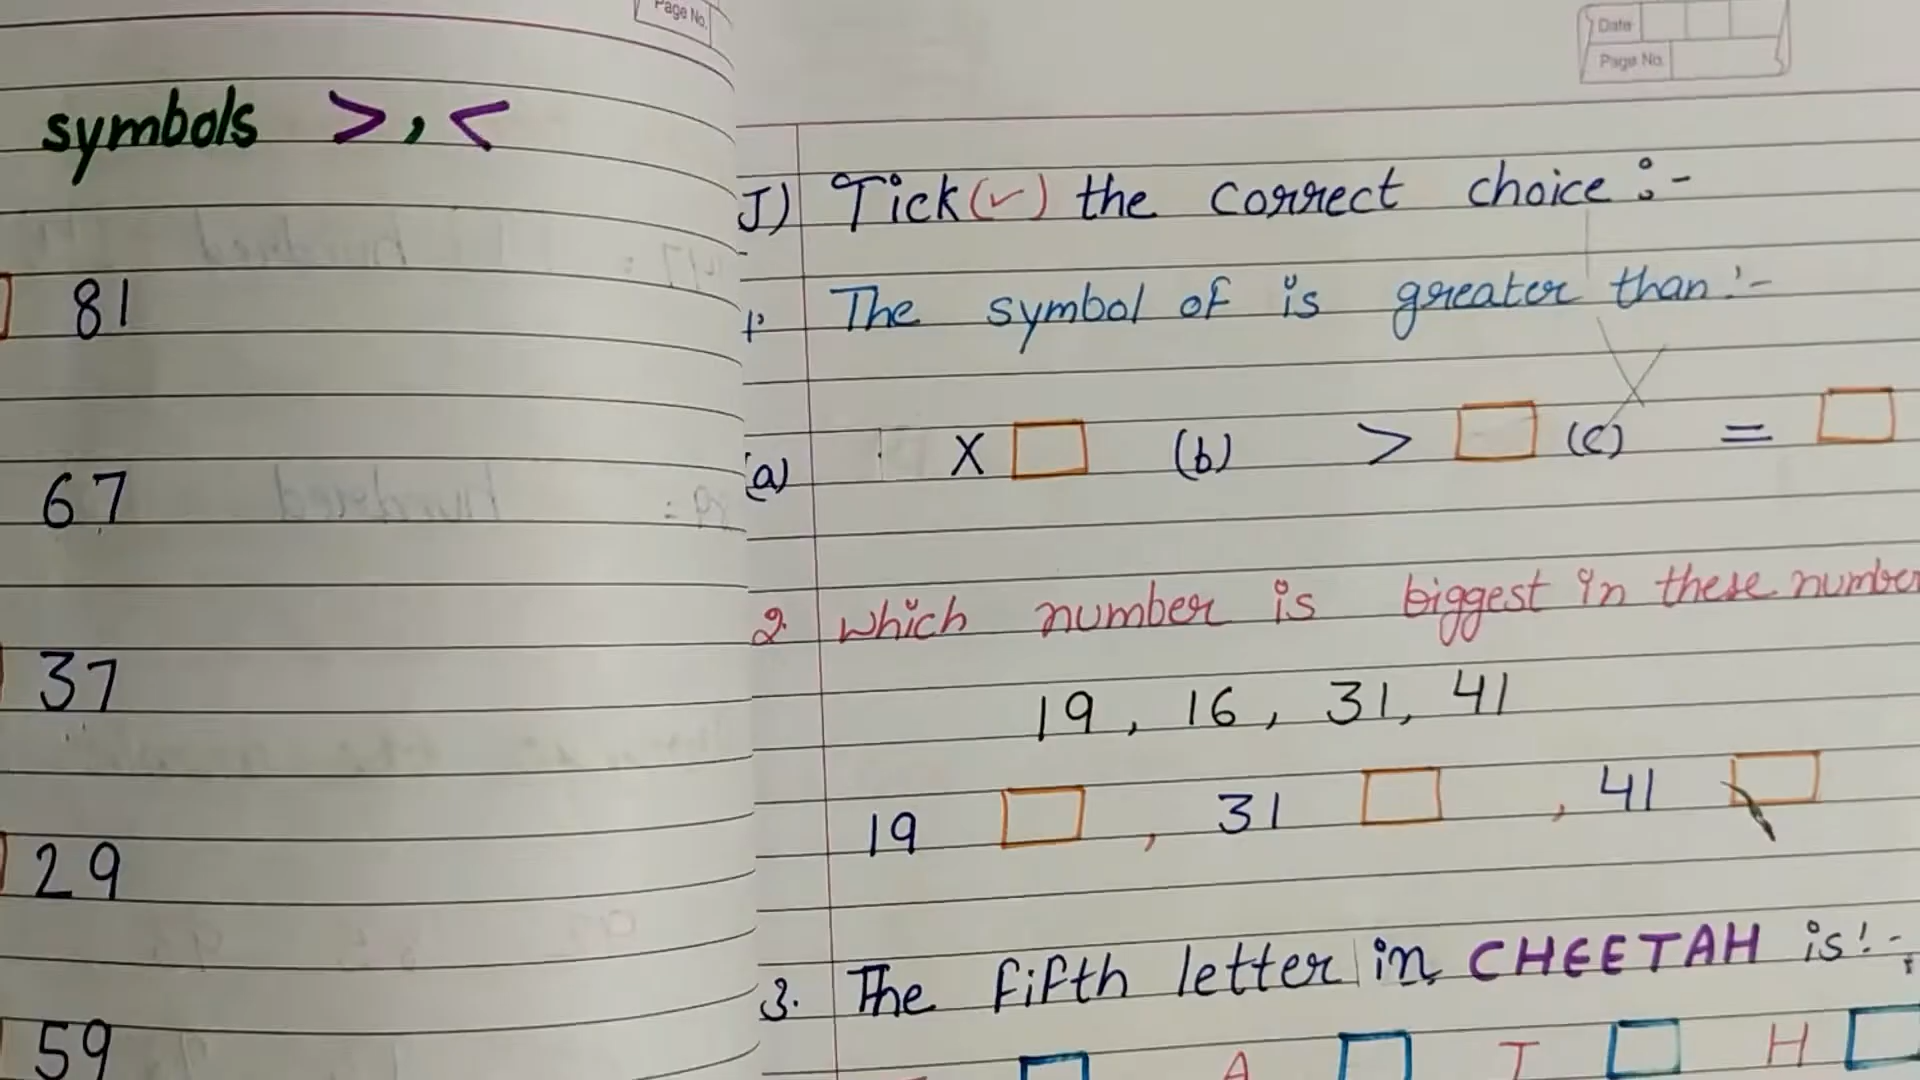 Page No.
symbols >, <
81
67
37
29
59
Date
Page No.
J) Tick (✓) the correct choice :-
1. The symbol of is greater than :-
(a) X (b) > (c) =
2. which number is biggest in these number
19, 16, 31, 41
19 , 31 , 41
3. The fifth letter in CHEETAH is :-
A T H